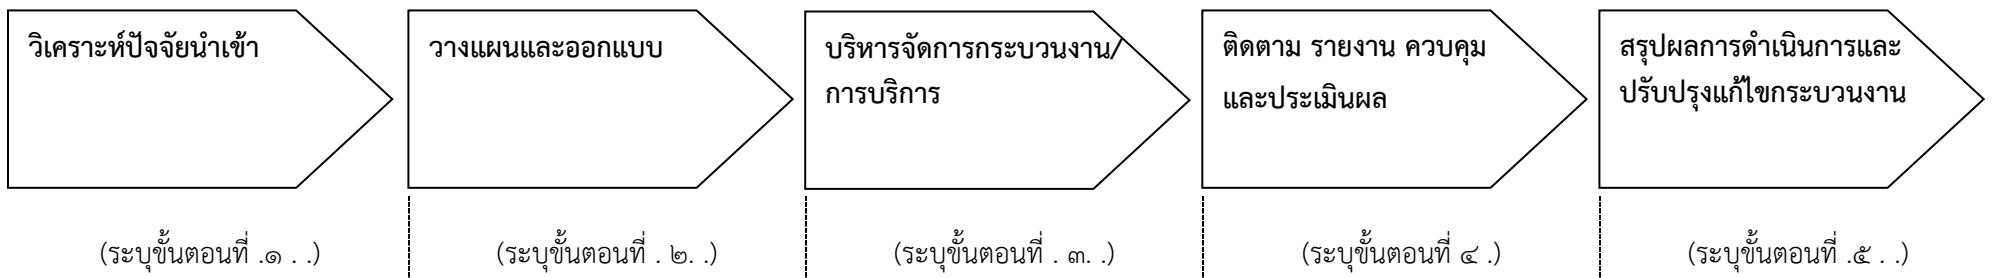 วิเคราะห์ปัจจัยนำเข้า
วางแผนและออกแบบ
บริหารจัดการกระบวนงาน/
การบริการ
ติดตาม รายงาน ควบคุม
และประเมินผล
สรุปผลการดำเนินการและ
ปรับปรุงแก้ไขกระบวนงาน
(ระบุขั้นตอนที่ .๑ . .)
(ระบุขั้นตอนที่ . ๒. .)
(ระบุขั้นตอนที่ . ๓. .)
(ระบุขั้นตอนที่ ๔ .)
(ระบุขั้นตอนที่ .๕ . .)